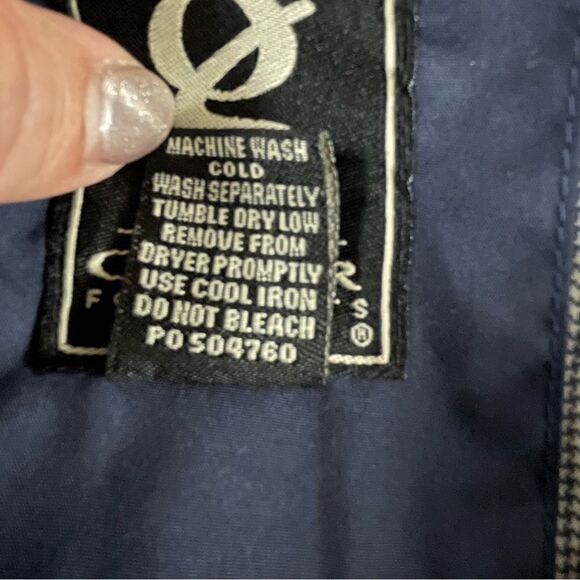 MACHINE WASH
COLD
WASH SEPARATELY
TUMBLE DRY LOW
REMOVE FROM
DRYER PROMPTLY
USE COOL IRON
DO NOT BLEACH
PO 504760